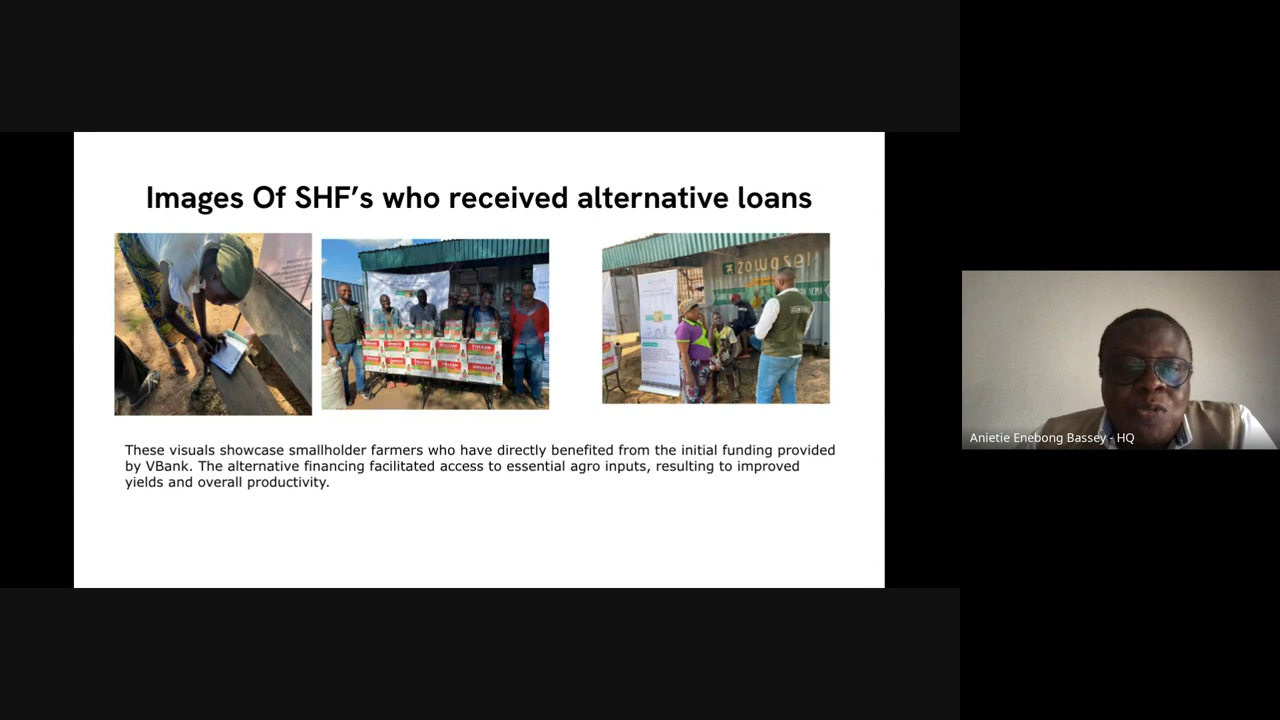 Images Of SHF’s who received alternative loans
zowasel
These visuals showcase smallholder farmers who have directly benefited from the initial funding provided
by VBank. The alternative financing facilitated access to essential agro inputs, resulting to improved
yields and overall productivity.
Anietie Enebong Bassey - HQ